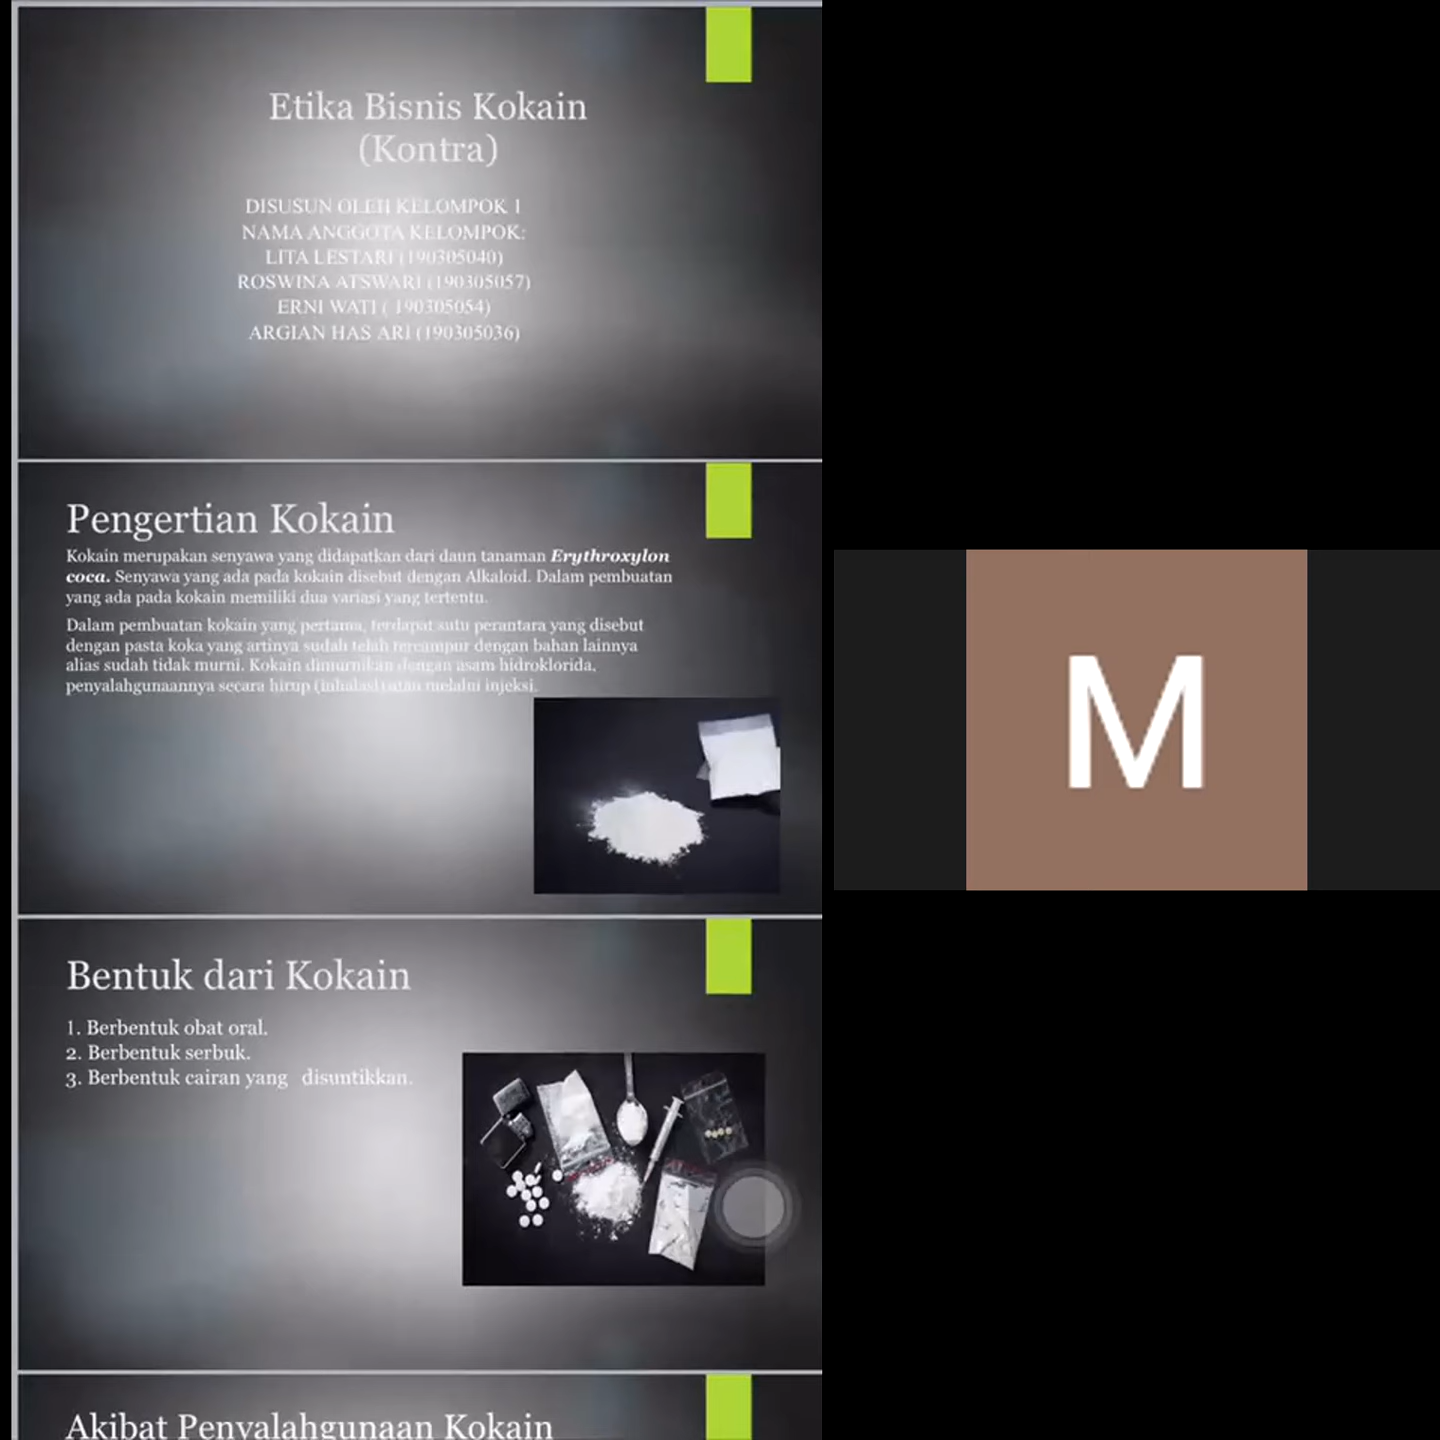 Etika Bisnis Kokain
(Kontra)
DISUSUN OLEH KELOMPOK 1
NAMA ANGGOTA KELOMPOK:
LITA LESTARI (190305040)
ROSWINA ATSWARI (190305057)
ERNI WATI ( 190305054)
ARGIAN HAS ARI (190305036)
Pengertian Kokain
Kokain merupakan senyawa yang didapatkan dari daun tanaman Erythroxylon
coca. Senyawa yang ada pada kokain disebut dengan Alkaloid. Dalam pembuatan
yang ada pada kokain memiliki dua variasi yang tertentu.
Dalam pembuatan kokain yang pertama, terdapat sutu perantara yang disebut
dengan pasta koka yang artinya sudah telah tercampur dengan bahan lainnya
alias sudah tidak murni. Kokain dimurnikan dengan asam hidroklorida,
penyalahgunaannya secara hirup (inhalasi) atau melalui injeksi.
Bentuk dari Kokain
1. Berbentuk obat oral.
2. Berbentuk serbuk.
3. Berbentuk cairan yang disuntikkan.
Akibat Penyalahgunaan Kokain
M